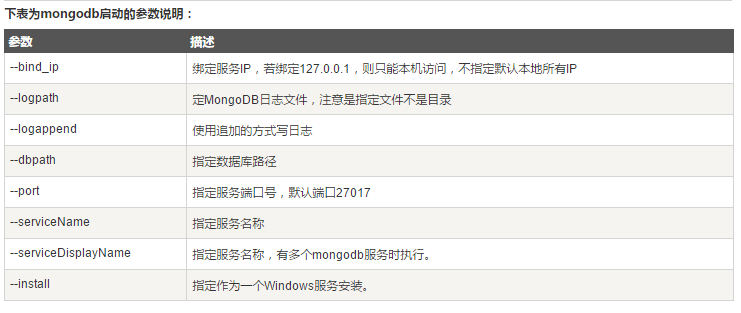 下表为mongodb启动的参数说明：
参数 描述
--bind_ip 绑定服务IP，若绑定127.0.0.1，则只能本机访问，不指定默认本地所有IP
--logpath 定MongoDB日志文件，注意是指定文件不是目录
--logappend 使用追加的方式写日志
--dbpath 指定数据库路径
--port 指定服务端口号，默认端口27017
--serviceName 指定服务名称
--serviceDisplayName 指定服务名称，有多个mongodb服务时执行。
--install 指定作为一个Windows服务安装。